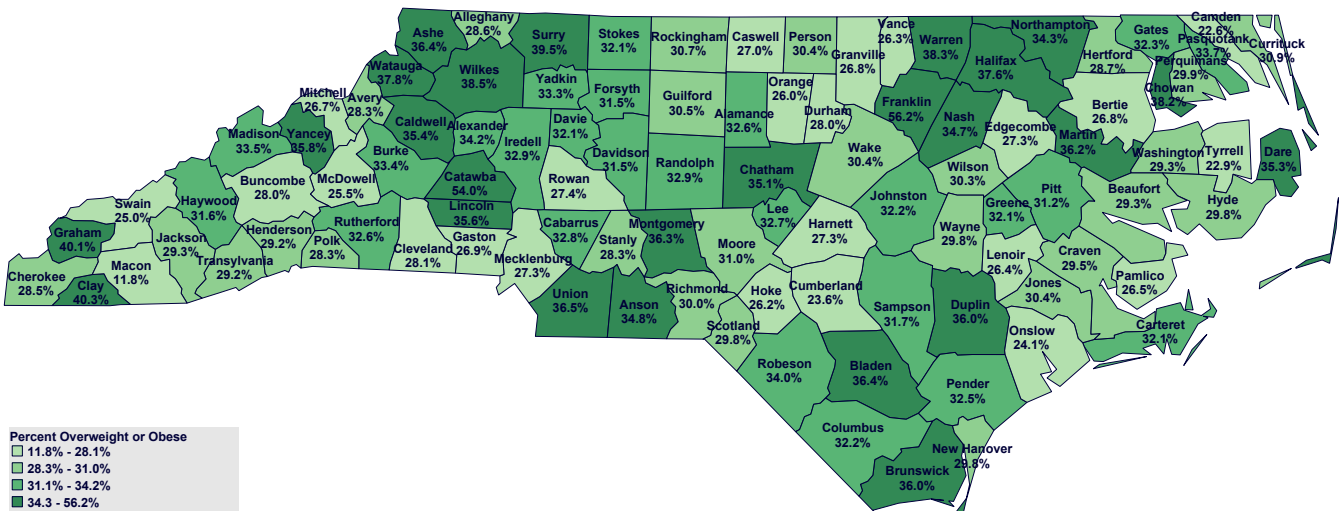 Alleghany
28.6%
Ashe
36.4%
Surry
39.5%
Stokes
32.1%
Rockingham
30.7%
Caswell
27.0%
Person
30.4%
Granville
26.8%
Vance
26.3%
Warren
38.3%
Northampton
34.3%
Halifax
37.6%
Hertford
28.7%
Gates
32.3%
Camden
22.6%
Pasquotank
33.7%
Currituck
30.9%
Perquimans
29.9%
Chowan
38.2%
Watauga
37.8%
Wilkes
38.5%
Yadkin
33.3%
Forsyth
31.5%
Guilford
30.5%
Alamance
32.6%
Orange
26.0%
Durham
28.0%
Franklin
56.2%
Nash
34.7%
Edgecombe
27.3%
Bertie
26.8%
Martin
36.2%
Washington
29.3%
Tyrrell
22.9%
Dare
35.3%
Mitchell
26.7%
Avery
28.3%
Caldwell
35.4%
Alexander
34.2%
Iredell
32.9%
Davie
32.1%
Davidson
31.5%
Randolph
32.9%
Chatham
35.1%
Wake
30.4%
Wilson
30.3%
Pitt
31.2%
Beaufort
29.3%
Hyde
29.8%
Madison
33.5%
Yancey
35.8%
Burke
33.4%
McDowell
25.5%
Catawba
54.0%
Lincoln
35.6%
Rowan
27.4%
Buncombe
28.0%
Haywood
31.6%
Swain
25.0%
Graham
40.1%
Jackson
29.3%
Henderson
29.2%
Transylvania
29.2%
Polk
28.3%
Rutherford
32.6%
Cleveland
28.1%
Gaston
26.9%
Mecklenburg
27.3%
Cabarrus
32.8%
Stanly
28.3%
Montgomery
36.3%
Moore
31.0%
Lee
32.7%
Harnett
27.3%
Johnston
32.2%
Wayne
29.8%
Greene
32.1%
Lenoir
26.4%
Craven
29.5%
Pamlico
26.5%
Jones
30.4%
Cherokee
28.5%
Clay
40.3%
Macon
11.8%
Union
36.5%
Anson
34.8%
Richmond
30.0%
Scotland
29.8%
Hoke
26.2%
Cumberland
23.6%
Sampson
31.7%
Duplin
36.0%
Onslow
24.1%
Carteret
32.1%
Robeson
34.0%
Bladen
36.4%
Pender
32.5%
Columbus
32.2%
Brunswick
36.0%
New Hanover
29.8%
Percent Overweight or Obese
11.8% - 28.1%
28.3% - 31.0%
31.1% - 34.2%
34.3 - 56.2%